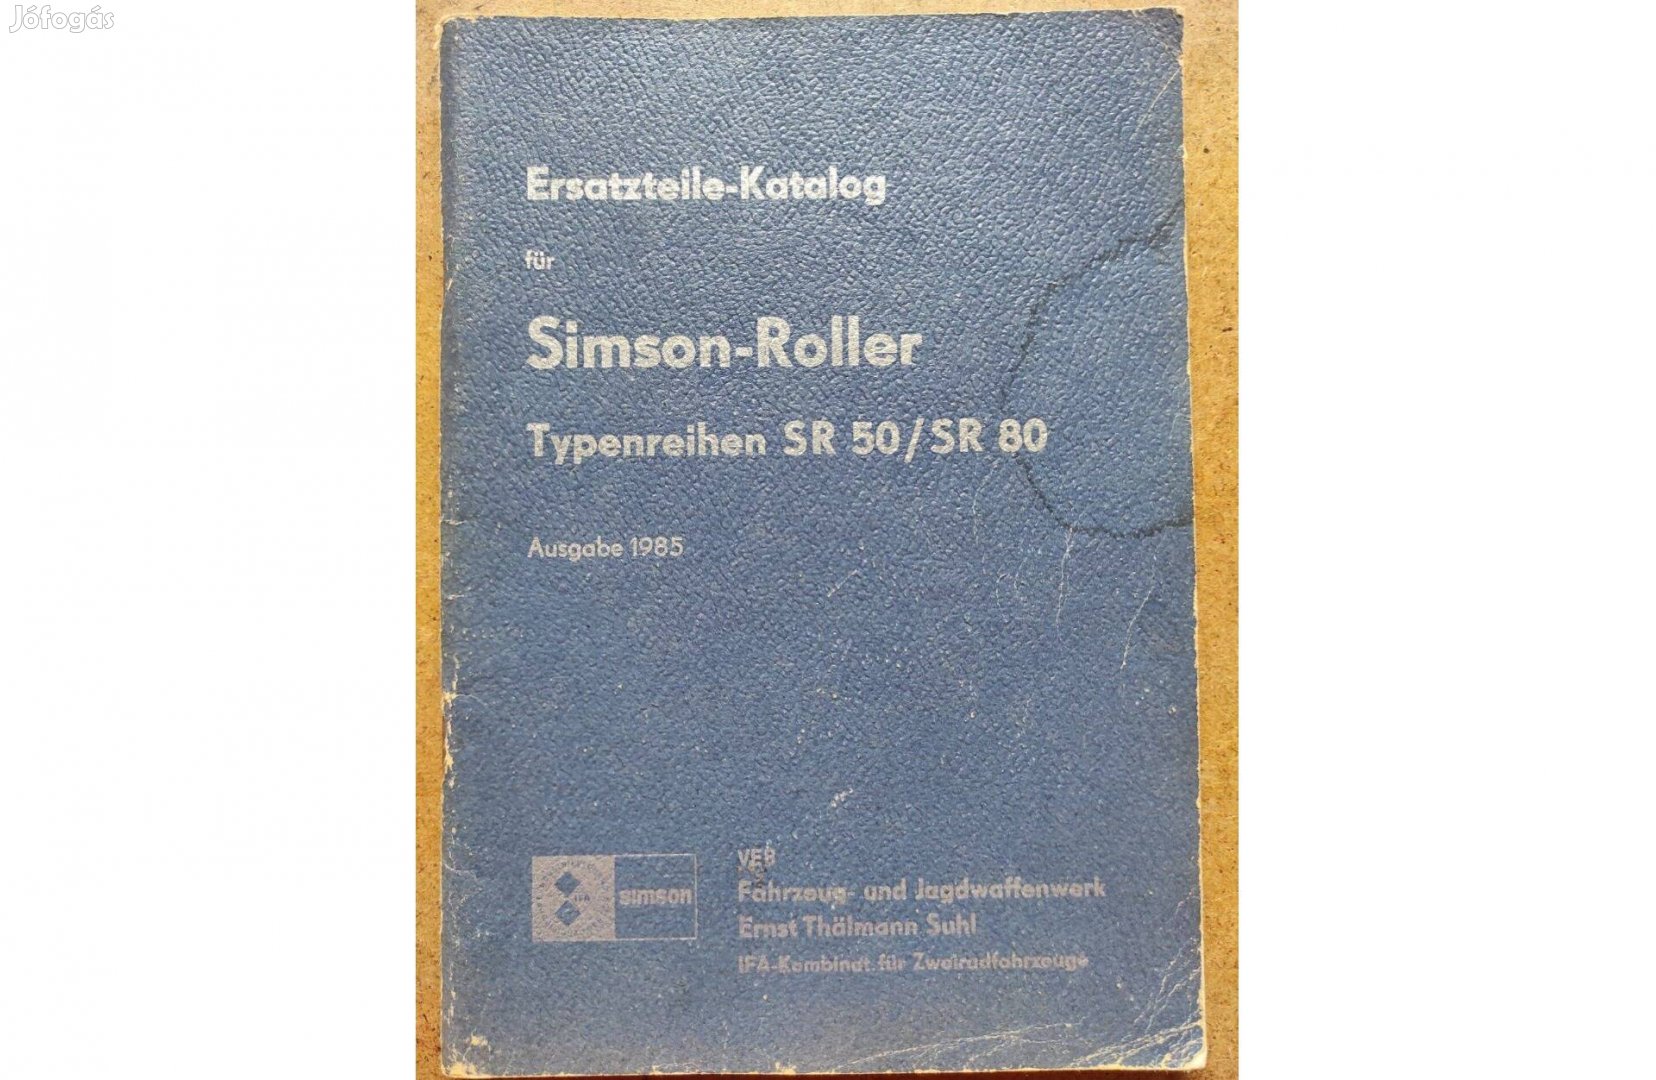 Jófogás
Ersatzteile-Katalog
für
Simson-Roller
Typenreihen SR 50/SR 80
Ausgabe 1985
simson
VEB
Fahrzeug- und Jagdwaffenwerk
Ernst Thälmann Suhl
IFA-Kombinat für Zweiradfahrzeuge